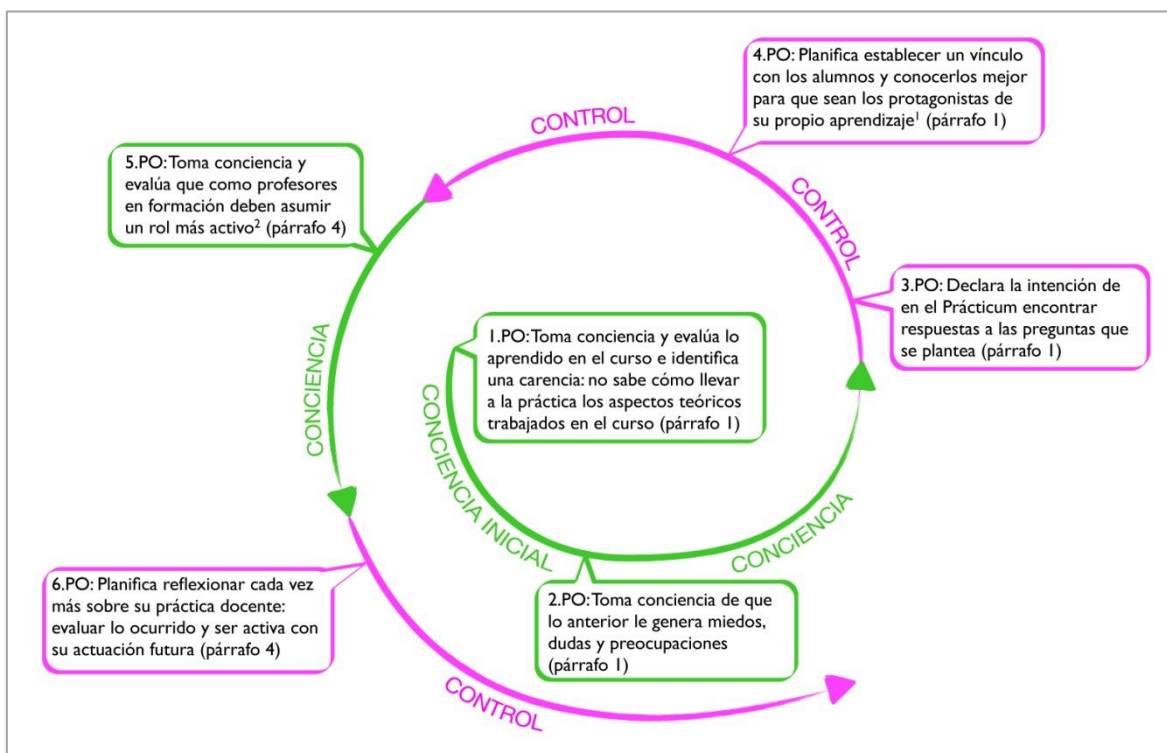 CONTROL
4.PO: Planifica establecer un vínculo
con los alumnos y conocerlos mejor
para que sean los protagonistas de
su propio aprendizaje¹ (párrafo 1)
5.PO: Toma conciencia y
evalúa que como profesores
en formación deben asumir
un rol más activo² (párrafo 4)
CONTROL
3.PO: Declara la intención de
en el Prácticum encontrar
respuestas a las preguntas que
se plantea (párrafo 1)
1.PO: Toma conciencia y evalúa lo
aprendido en el curso e identifica
una carencia: no sabe cómo llevar
a la práctica los aspectos teóricos
trabajados en el curso (párrafo 1)
CONCIENCIA
CONCIENCIA INICIAL
CONCIENCIA
6.PO: Planifica reflexionar cada vez
más sobre su práctica docente:
evaluar lo ocurrido y ser activa con
su actuación futura (párrafo 4)
2.PO: Toma conciencia de que
lo anterior le genera miedos,
dudas y preocupaciones
(párrafo 1)
CONTROL